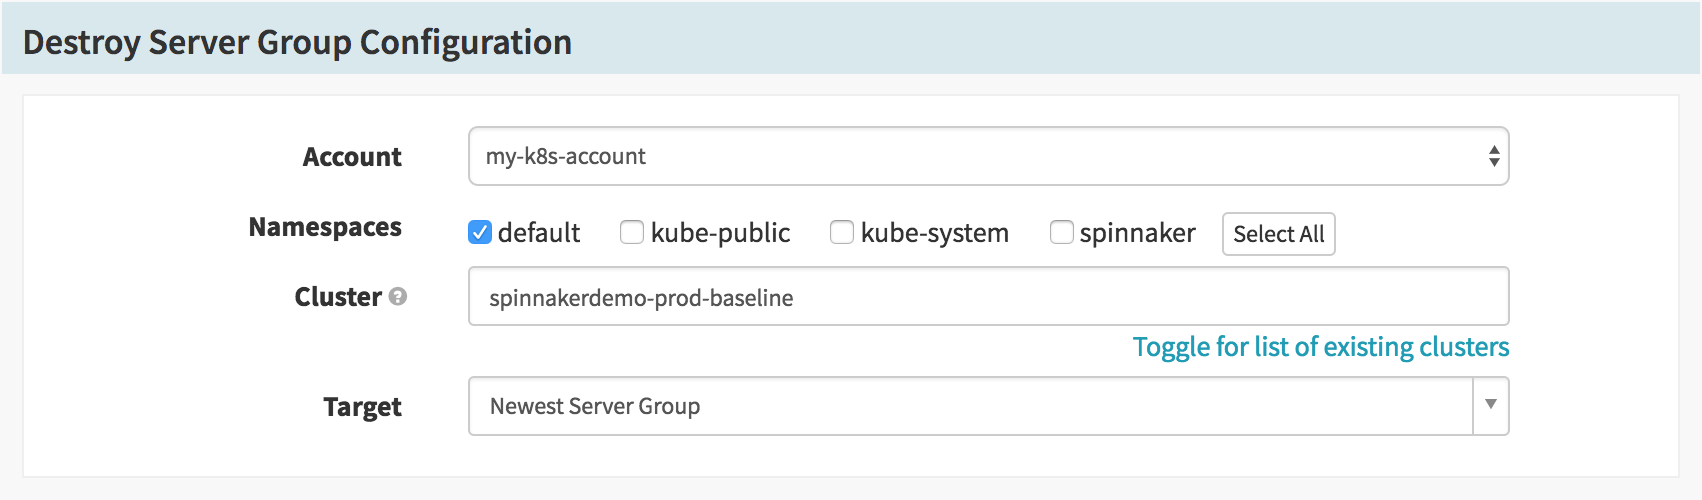 Destroy Server Group Configuration
Account my-k8s-account
Namespaces default kube-public kube-system spinnaker Select All
Cluster ? spinnakerdemo-prod-baseline
Toggle for list of existing clusters
Target Newest Server Group